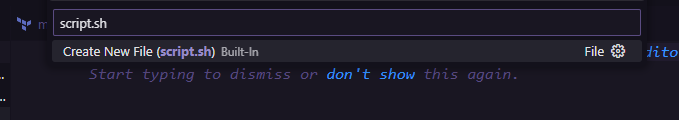 m
script.sh
Create New File (script.sh) Built-In File
dito
Start typing to dismiss or don't show this again.